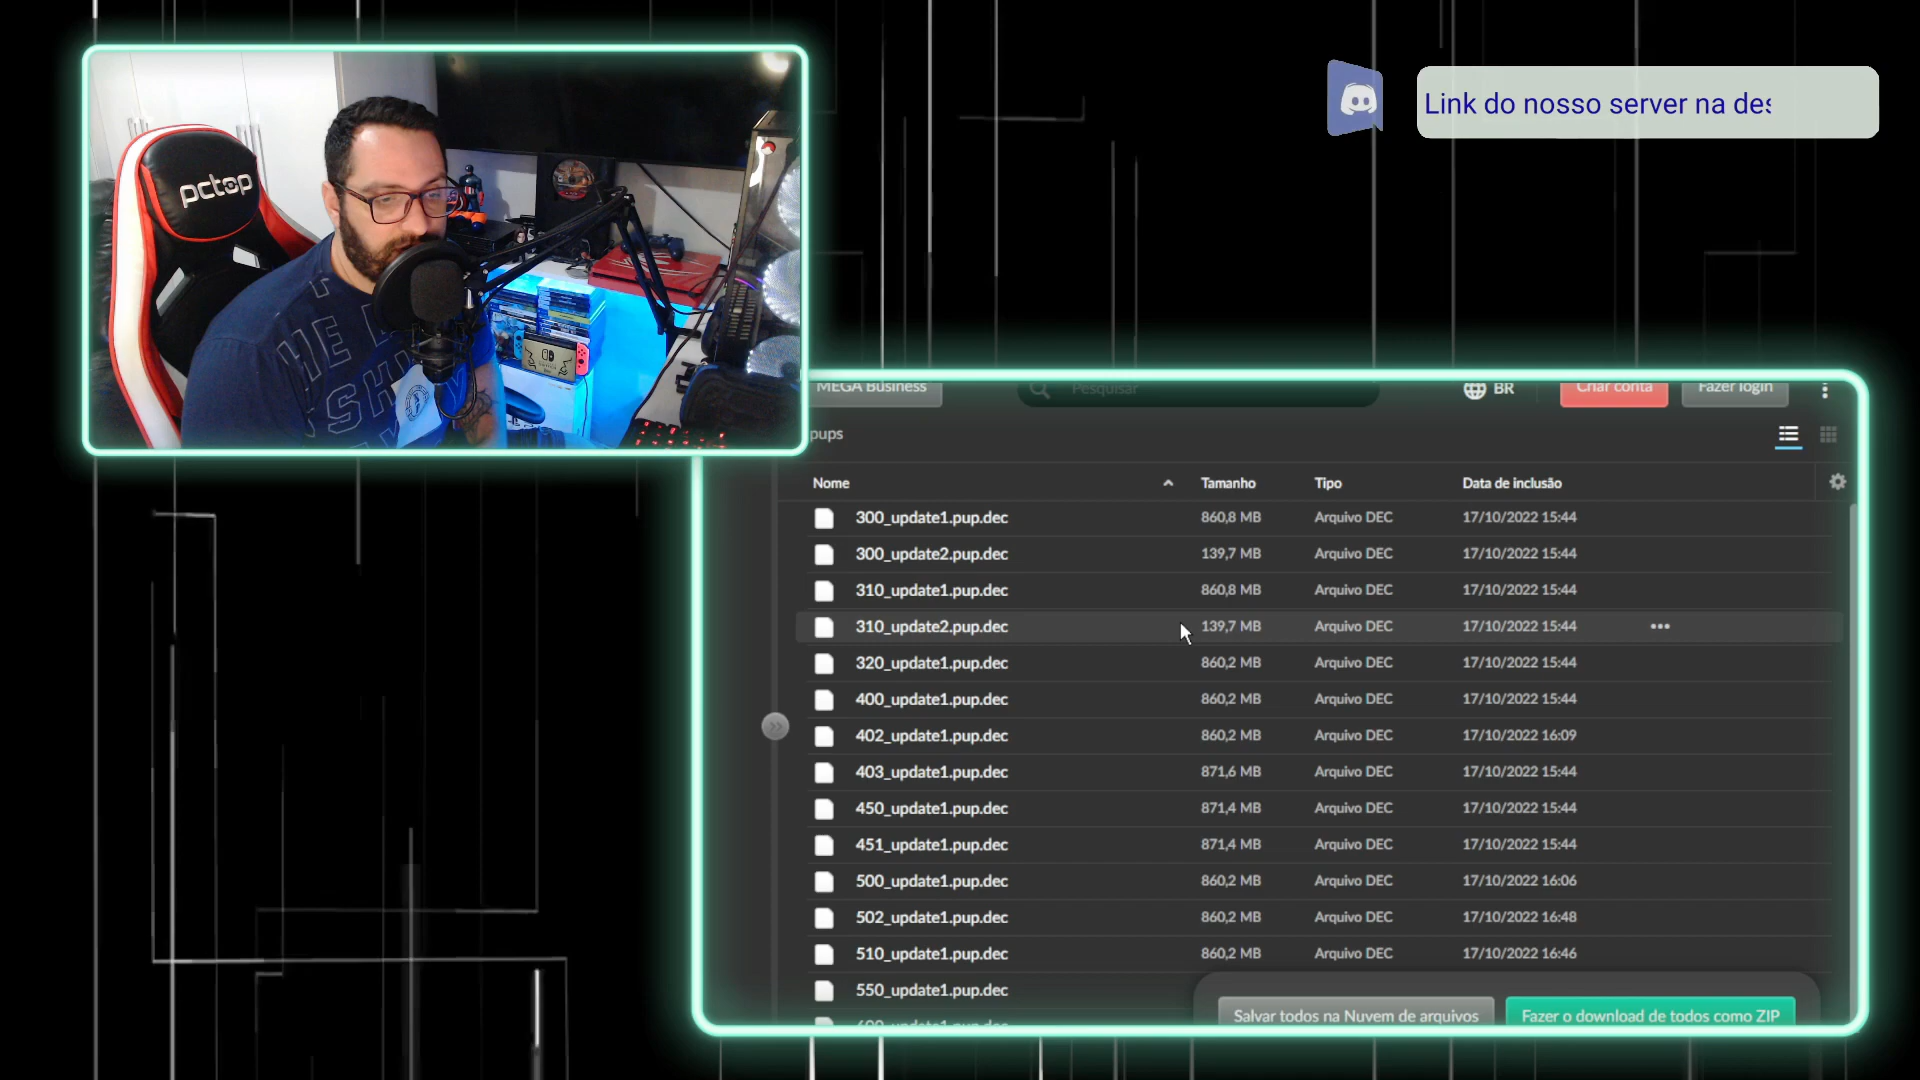 pctop
Link do nosso server na des
MEGA Business
Pesquisar
BR
Criar conta
Fazer login
pups
Nome
Tamanho
Tipo
Data de inclusão
300_update1.pup.dec 860,8 MB Arquivo DEC 17/10/2022 15:44
300_update2.pup.dec 139,7 MB Arquivo DEC 17/10/2022 15:44
310_update1.pup.dec 860,8 MB Arquivo DEC 17/10/2022 15:44
310_update2.pup.dec 139,7 MB Arquivo DEC 17/10/2022 15:44
320_update1.pup.dec 860,2 MB Arquivo DEC 17/10/2022 15:44
400_update1.pup.dec 860,2 MB Arquivo DEC 17/10/2022 15:44
402_update1.pup.dec 860,2 MB Arquivo DEC 17/10/2022 16:09
403_update1.pup.dec 871,6 MB Arquivo DEC 17/10/2022 15:44
450_update1.pup.dec 871,4 MB Arquivo DEC 17/10/2022 15:44
451_update1.pup.dec 871,4 MB Arquivo DEC 17/10/2022 15:44
500_update1.pup.dec 860,2 MB Arquivo DEC 17/10/2022 16:06
502_update1.pup.dec 860,2 MB Arquivo DEC 17/10/2022 16:48
510_update1.pup.dec 860,2 MB Arquivo DEC 17/10/2022 16:46
550_update1.pup.dec
Salvar todos na Nuvem de arquivos
Fazer o download de todos como ZIP